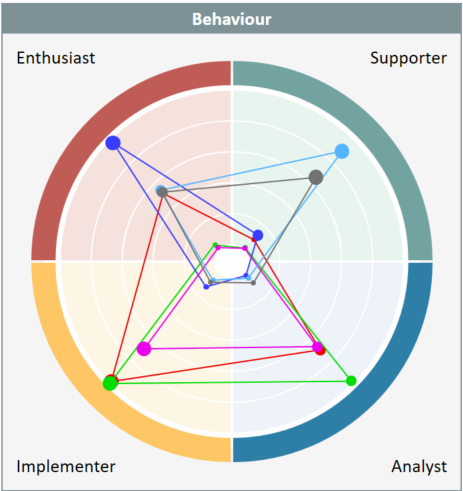 Behaviour
Enthusiast
Supporter
Implementer
Analyst